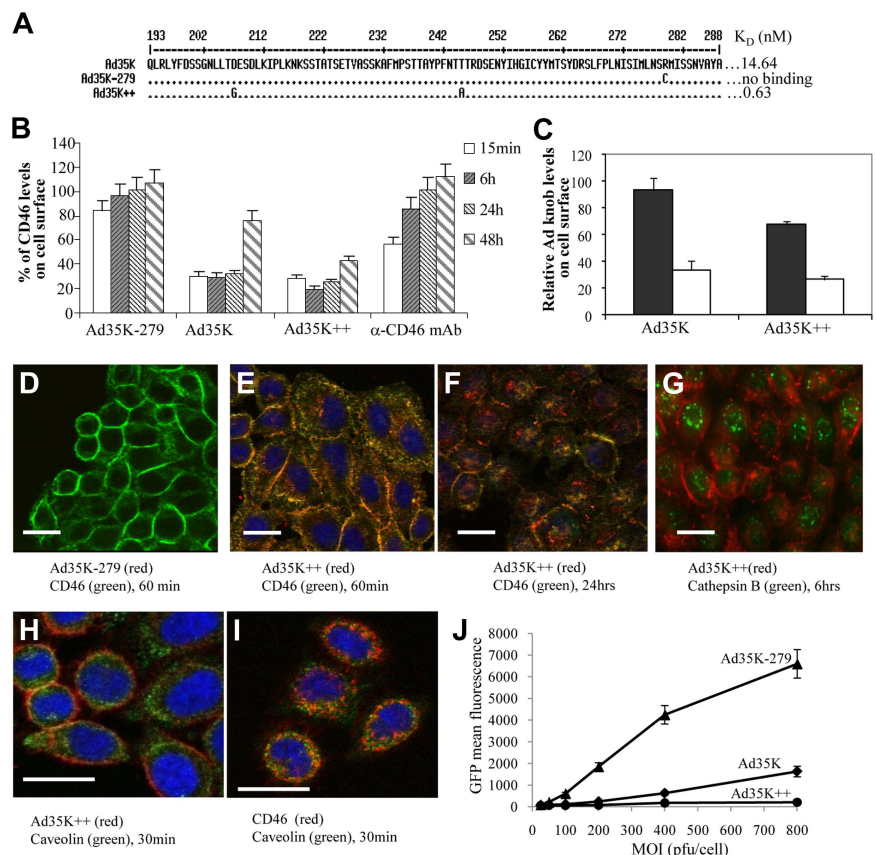 A
193 202 212 222 232 242 252 262 272 282 288 K_D (nM)
Ad35K QLRLYFDSSGNLLTDESDLKIPLKNKSSTATSETVASSKAFMPSTTAYPFNTTTRDSENYIHGICYYMTSYDRSLFPLNISIMLNSRMISSNVAYA ...14.64
Ad35K-279 C ...no binding
Ad35K++ G A ...0.63
B
% of CD46 levels on cell surface
140
120
100
80
60
40
20
0
15min
6h
24h
48h
Ad35K-279 Ad35K Ad35K++ α-CD46 mAb
C
Relative Ad knob levels on cell surface
120
100
80
60
40
20
0
Ad35K Ad35K++
D
Ad35K-279 (red)
CD46 (green), 60 min
E
Ad35K++ (red)
CD46 (green), 60min
F
Ad35K++ (red)
CD46 (green), 24hrs
G
Ad35K++(red)
Cathepsin B (green), 6hrs
H
Ad35K++ (red)
Caveolin (green), 30min
I
CD46 (red)
Caveolin (green), 30min
J
GFP mean fluorescence
8000
7000
6000
5000
4000
3000
2000
1000
0
Ad35K-279
Ad35K
Ad35K++
0 100 200 300 400 500 600 700 800
MOI (pfu/cell)